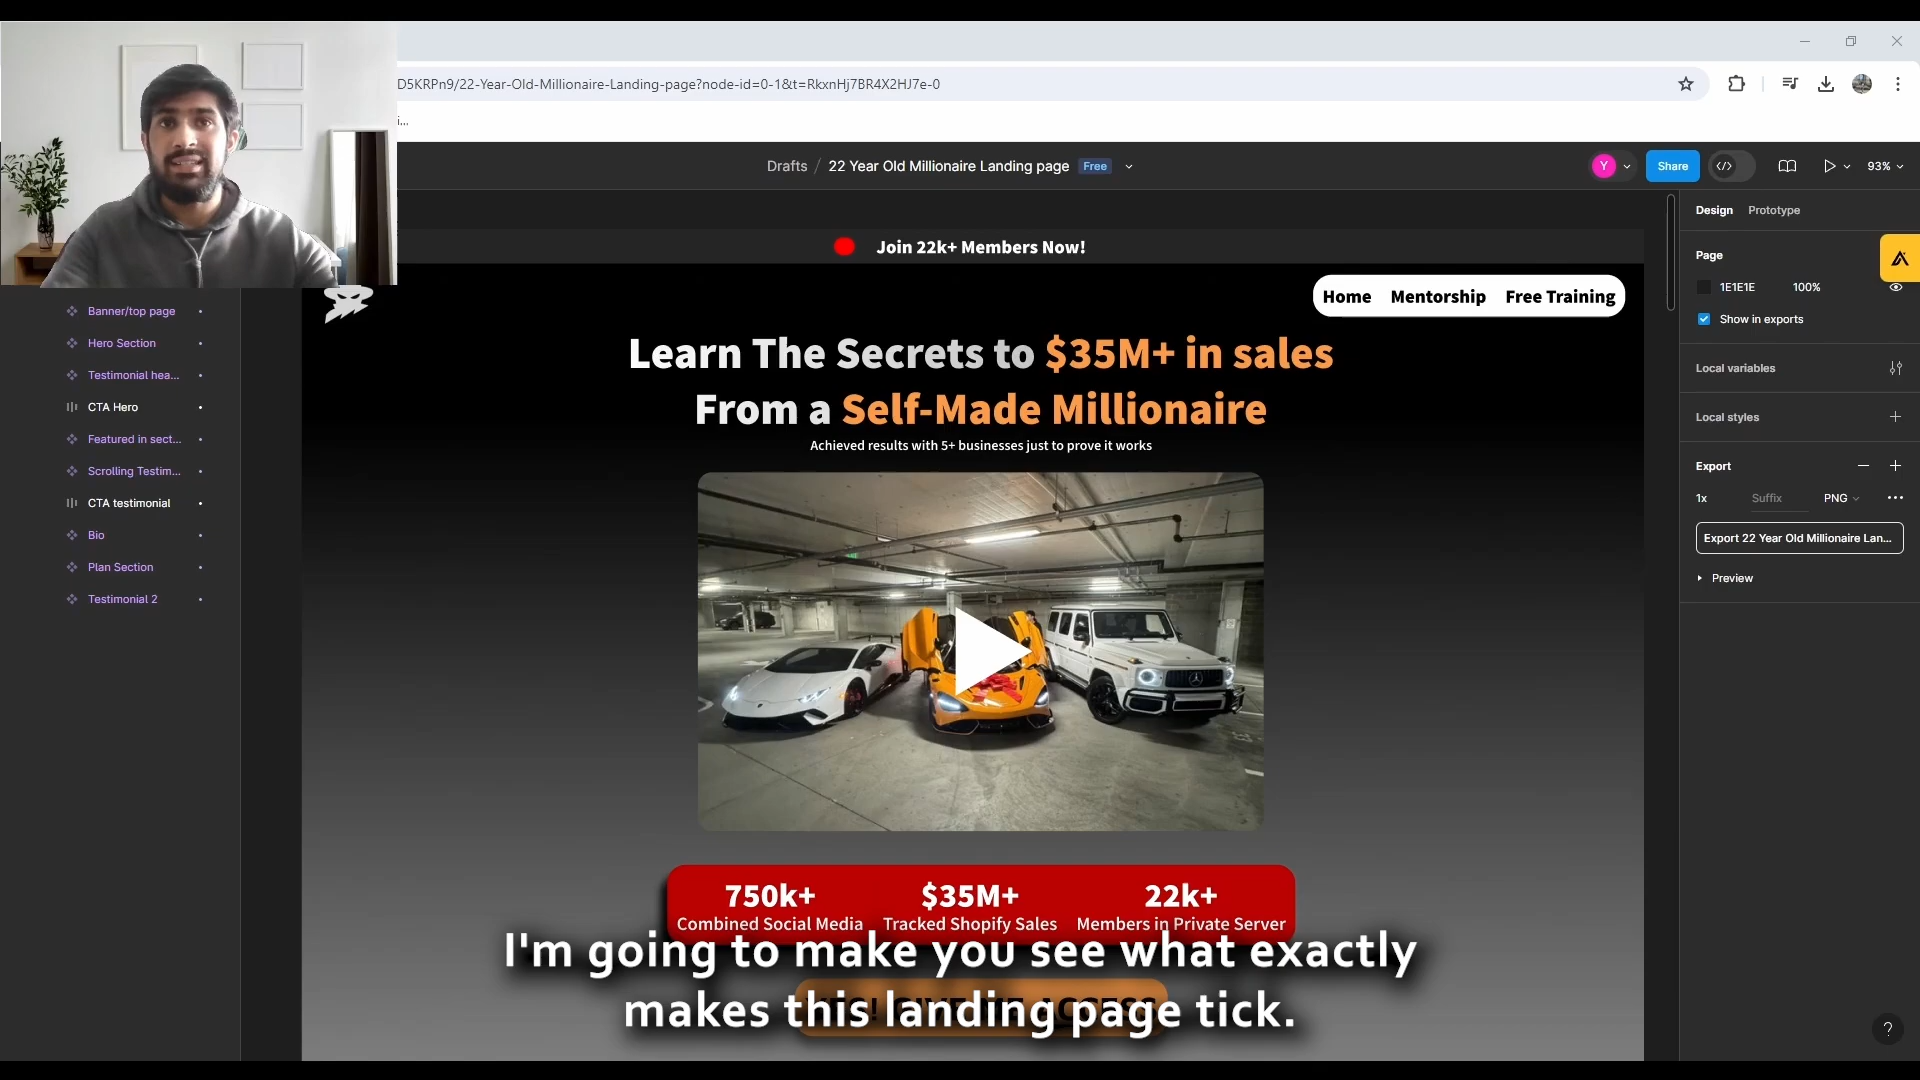 D5KRPn9/22-Year-Old-Millionaire-Landing-page?node-id=0-1&t=RkxnHj7BR4X2HJ7e-0
i...
Drafts / 22 Year Old Millionaire Landing page Free
Y
Share
93%
Design Prototype
Join 22k+ Members Now!
Page
1E1E1E 100%
Show in exports
Home Mentorship Free Training
Banner/top page
Hero Section
Testimonial hea...
CTA Hero
Featured in sect...
Scrolling Testim...
CTA testimonial
Bio
Plan Section
Testimonial 2
Learn The Secrets to $35M+ in sales
From a Self-Made Millionaire
Achieved results with 5+ businesses just to prove it works
Local variables
Local styles
Export
1x Suffix PNG
Export 22 Year Old Millionaire Lan...
Preview
750k+ $35M+ 22k+
Combined Social Media Tracked Shopify Sales Members in Private Server
I'm going to make you see what exactly
makes this landing page tick.
?